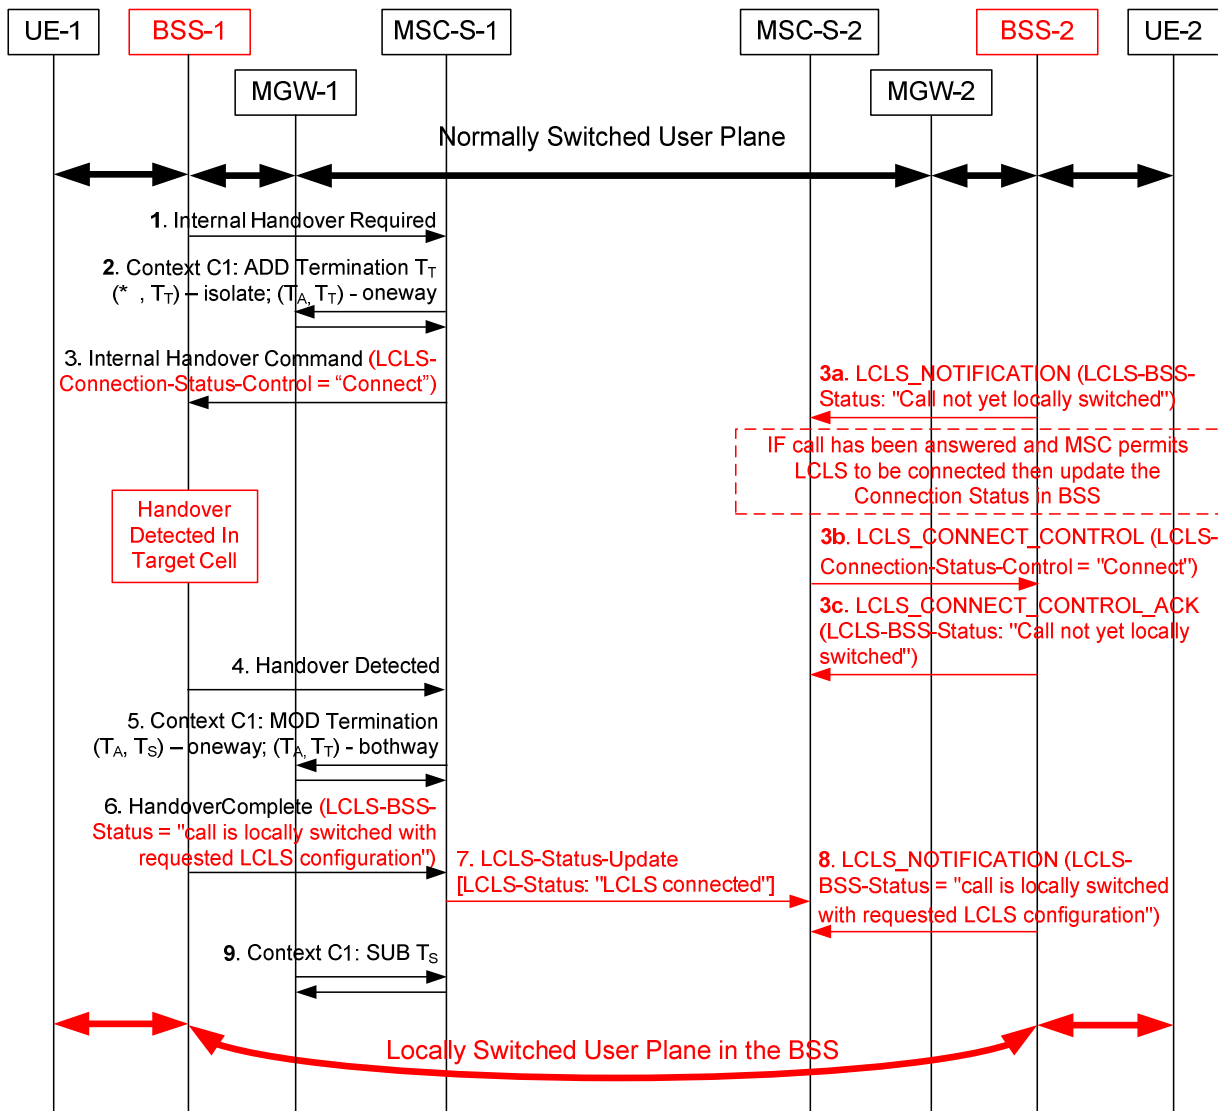 UE-1
BSS-1
MSC-S-1
MSC-S-2
BSS-2
UE-2
MGW-1
MGW-2
Normally Switched User Plane
1. Internal Handover Required
2. Context C1: ADD Termination TT
(* , TT) – isolate; (TA, TT) - oneway
3. Internal Handover Command (LCLS-
Connection-Status-Control = “Connect”)
3a. LCLS_NOTIFICATION (LCLS-BSS-
Status: "Call not yet locally switched")
IF call has been answered and MSC permits
LCLS to be connected then update the
Connection Status in BSS
Handover
Detected In
Target Cell
3b. LCLS_CONNECT_CONTROL (LCLS-
Connection-Status-Control = "Connect")
3c. LCLS_CONNECT_CONTROL_ACK
(LCLS-BSS-Status: "Call not yet locally
switched")
4. Handover Detected
5. Context C1: MOD Termination
(TA, TS) – oneway; (TA, TT) - bothway
6. HandoverComplete (LCLS-BSS-
Status = "call is locally switched with
requested LCLS configuration")
7. LCLS-Status-Update
[LCLS-Status: "LCLS connected"]
8. LCLS_NOTIFICATION (LCLS-
BSS-Status = "call is locally switched
with requested LCLS configuration")
9. Context C1: SUB TS
Locally Switched User Plane in the BSS